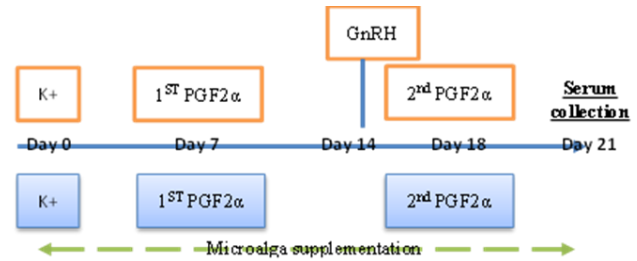 GnRH
K+
1ST PGF2α
2nd PGF2α
Serum
collection
Day 0
Day 7
Day 14
Day 18
Day 21
K+
1ST PGF2α
2nd PGF2α
Microalga supplementation